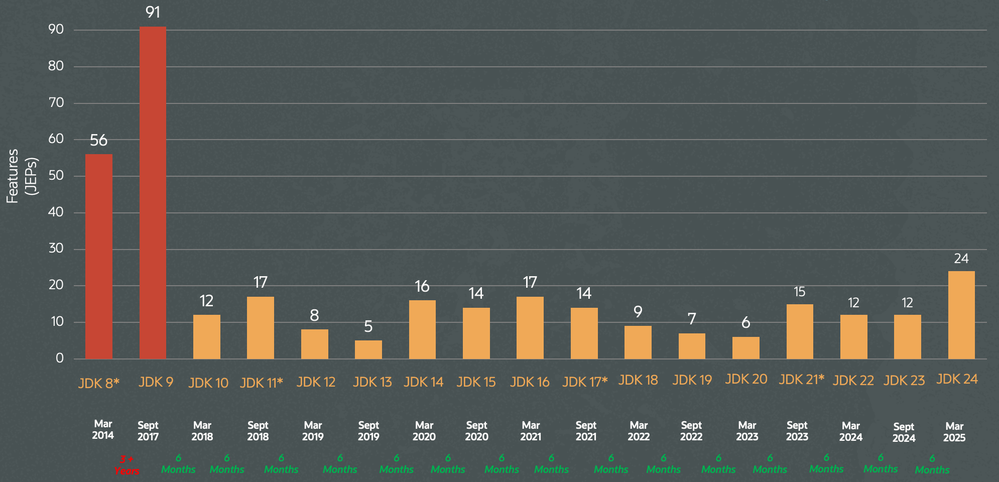 91
90
80
70
60
56
50
40
30
20
10
0
Features
(JEPs)
12
17
8
5
16
14
17
14
9
7
6
15
12
12
24
JDK 8*
JDK 9
JDK 10
JDK 11*
JDK 12
JDK 13
JDK 14
JDK 15
JDK 16
JDK 17*
JDK 18
JDK 19
JDK 20
JDK 21*
JDK 22
JDK 23
JDK 24
Mar
2014
Sept
2017
Mar
2018
Sept
2018
Mar
2019
Sept
2019
Mar
2020
Sept
2020
Mar
2021
Sept
2021
Mar
2022
Sept
2022
Mar
2023
Sept
2023
Mar
2024
Sept
2024
Mar
2025
3 +
Years
6
Months
6
Months
6
Months
6
Months
6
Months
6
Months
6
Months
6
Months
6
Months
6
Months
6
Months
6
Months
6
Months
6
Months
6
Months